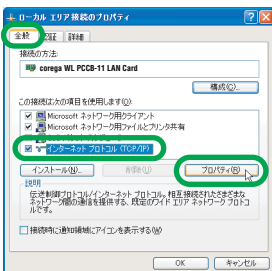 ローカル エリア接続のプロパティ
全般 認証 詳細
接続の方法:
corega WL PCCB-11 LAN Card
構成(C)...
この接続は次の項目を使用します(O):
Microsoft ネットワーク用クライアント
Microsoft ネットワーク用ファイルとプリンタ共有
インターネット プロトコル (TCP/IP)
インストール(N)... 削除(U) プロパティ(R)
説明
伝送制御プロトコル/インターネット プロトコル。相互接続されたさまざまな
ネットワーク間の通信を提供する、既定のワイド エリア ネットワーク プロトコ
ルです。
接続時に通知領域にアイコンを表示する(W)
OK キャンセル